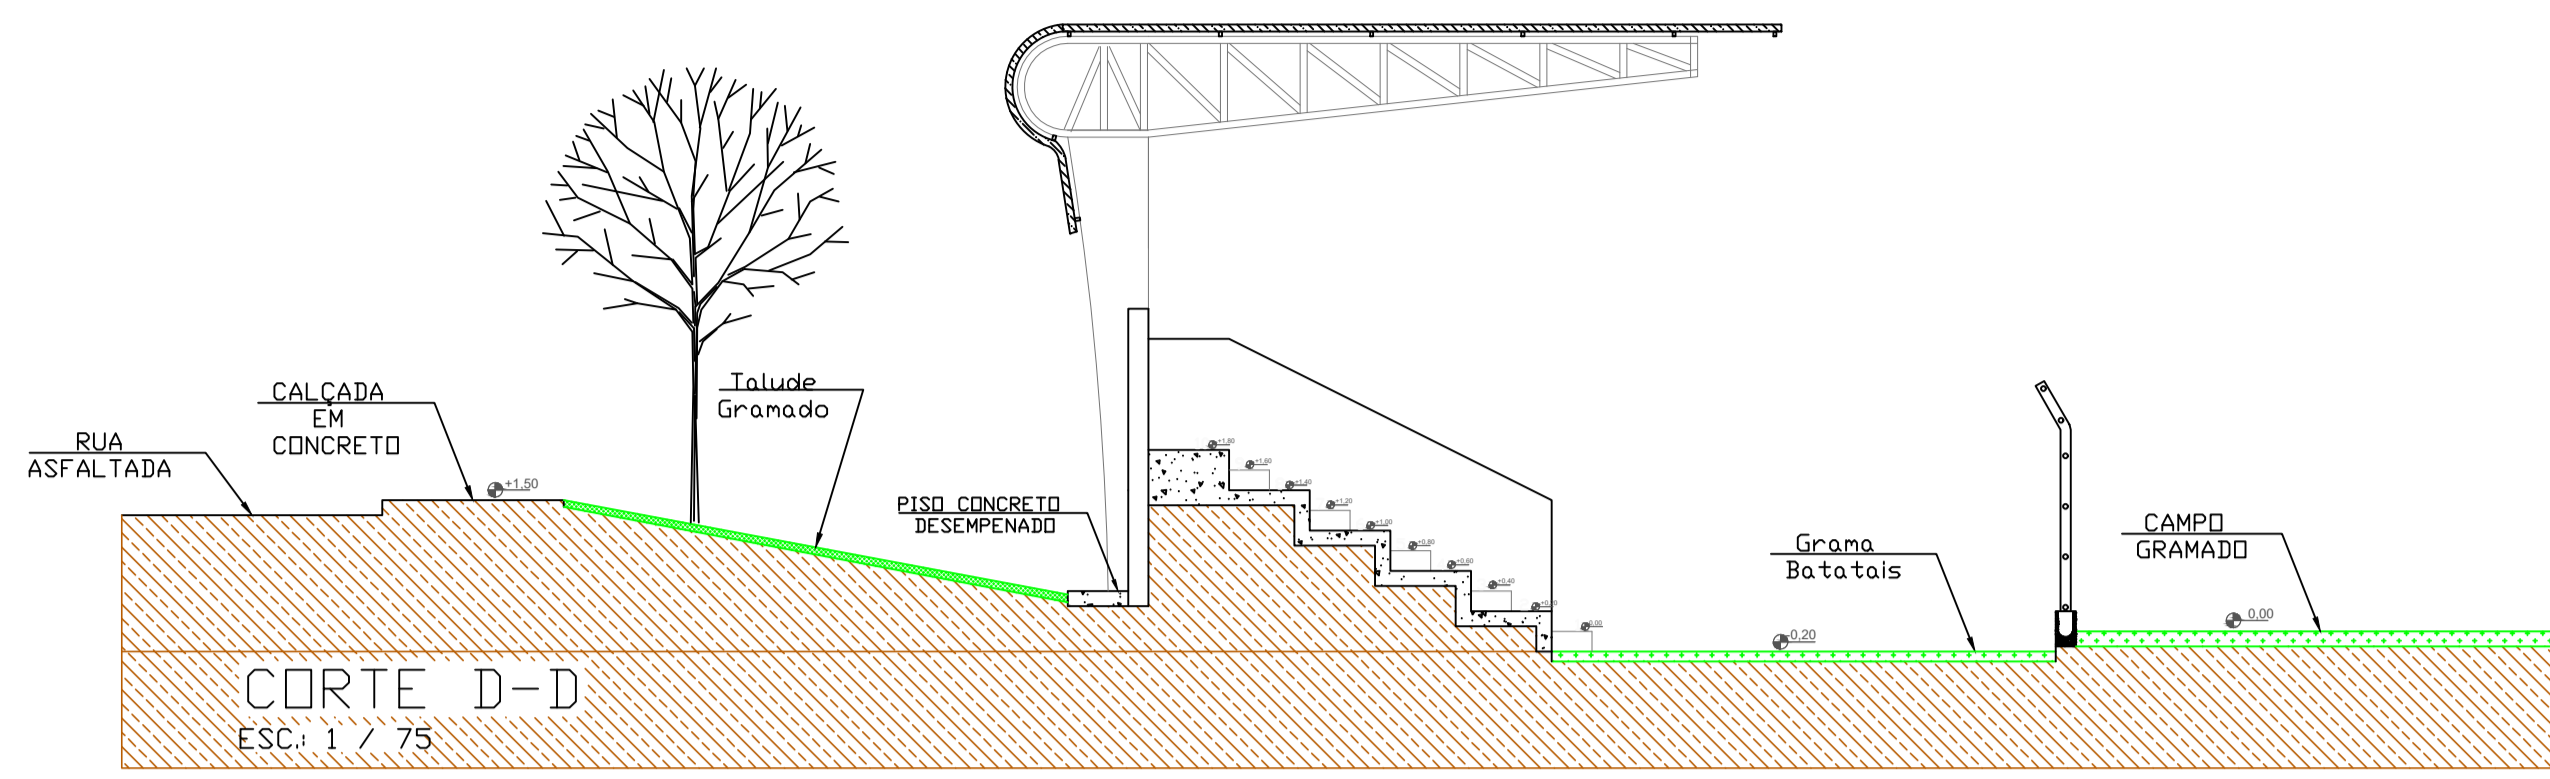 RUA
ASFALTADA
CALÇADA
EM
CONCRETO
+1,50
Talude
Gramado
PISO CONCRETO
DESEMPENADO
+1,80
+1,60
+1,40
+1,20
+1,00
+0,80
+0,60
+0,40
+0,20
0,00
Grama
Batatais
-0,20
CAMPO
GRAMADO
0,00
CORTE D-D
ESC.: 1 / 75